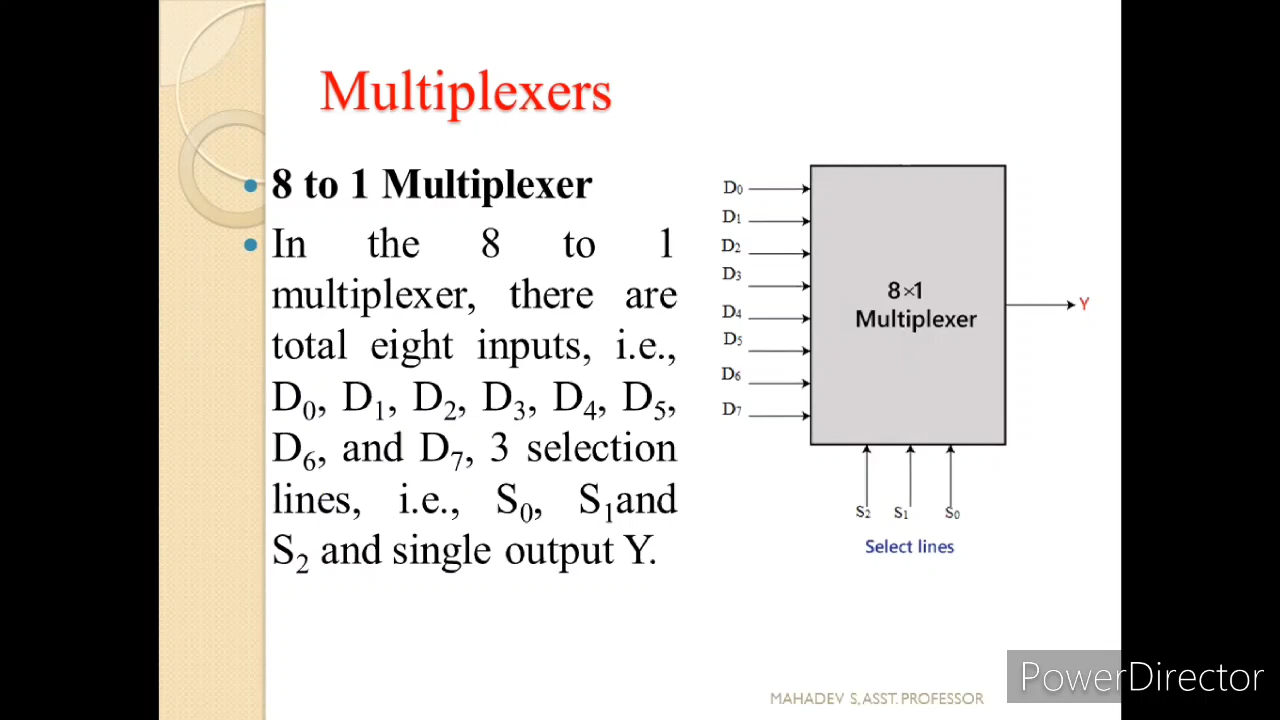 Multiplexers
• 8 to 1 Multiplexer
• In the 8 to 1
multiplexer, there are
total eight inputs, i.e.,
D₀, D₁, D₂, D₃, D₄, D₅,
D₆, and D₇, 3 selection
lines, i.e., S₀, S₁and
S₂ and single output Y.
D₀
D₁
D₂
D₃
D₄
D₅
D₆
D₇
8×1
Multiplexer
Y
S₂ S₁ S₀
Select lines
MAHADEV S, ASST. PROFESSOR
PowerDirector